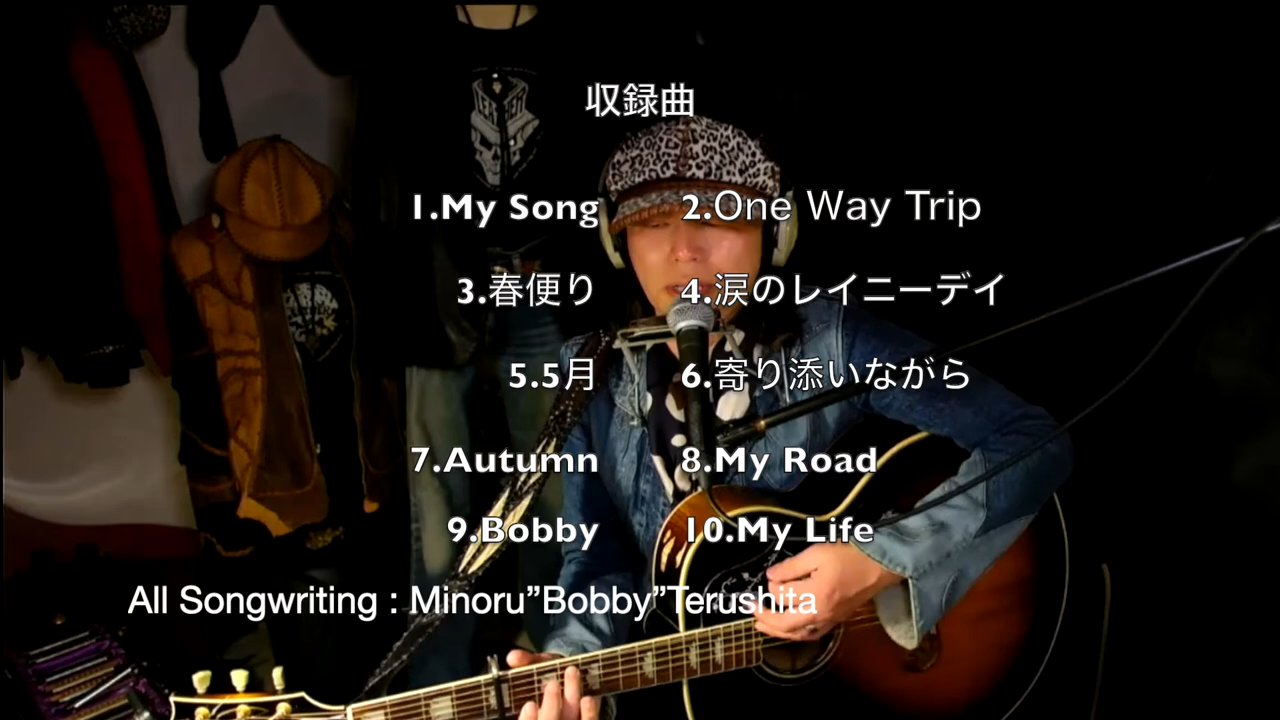 収録曲
1.My Song 2.One Way Trip
3.春便り 4.涙のレイニーデイ
5.5月 6.寄り添いながら
7.Autumn 8.My Road
9.Bobby 10.My Life
All Songwriting : Minoru”Bobby”Terushita